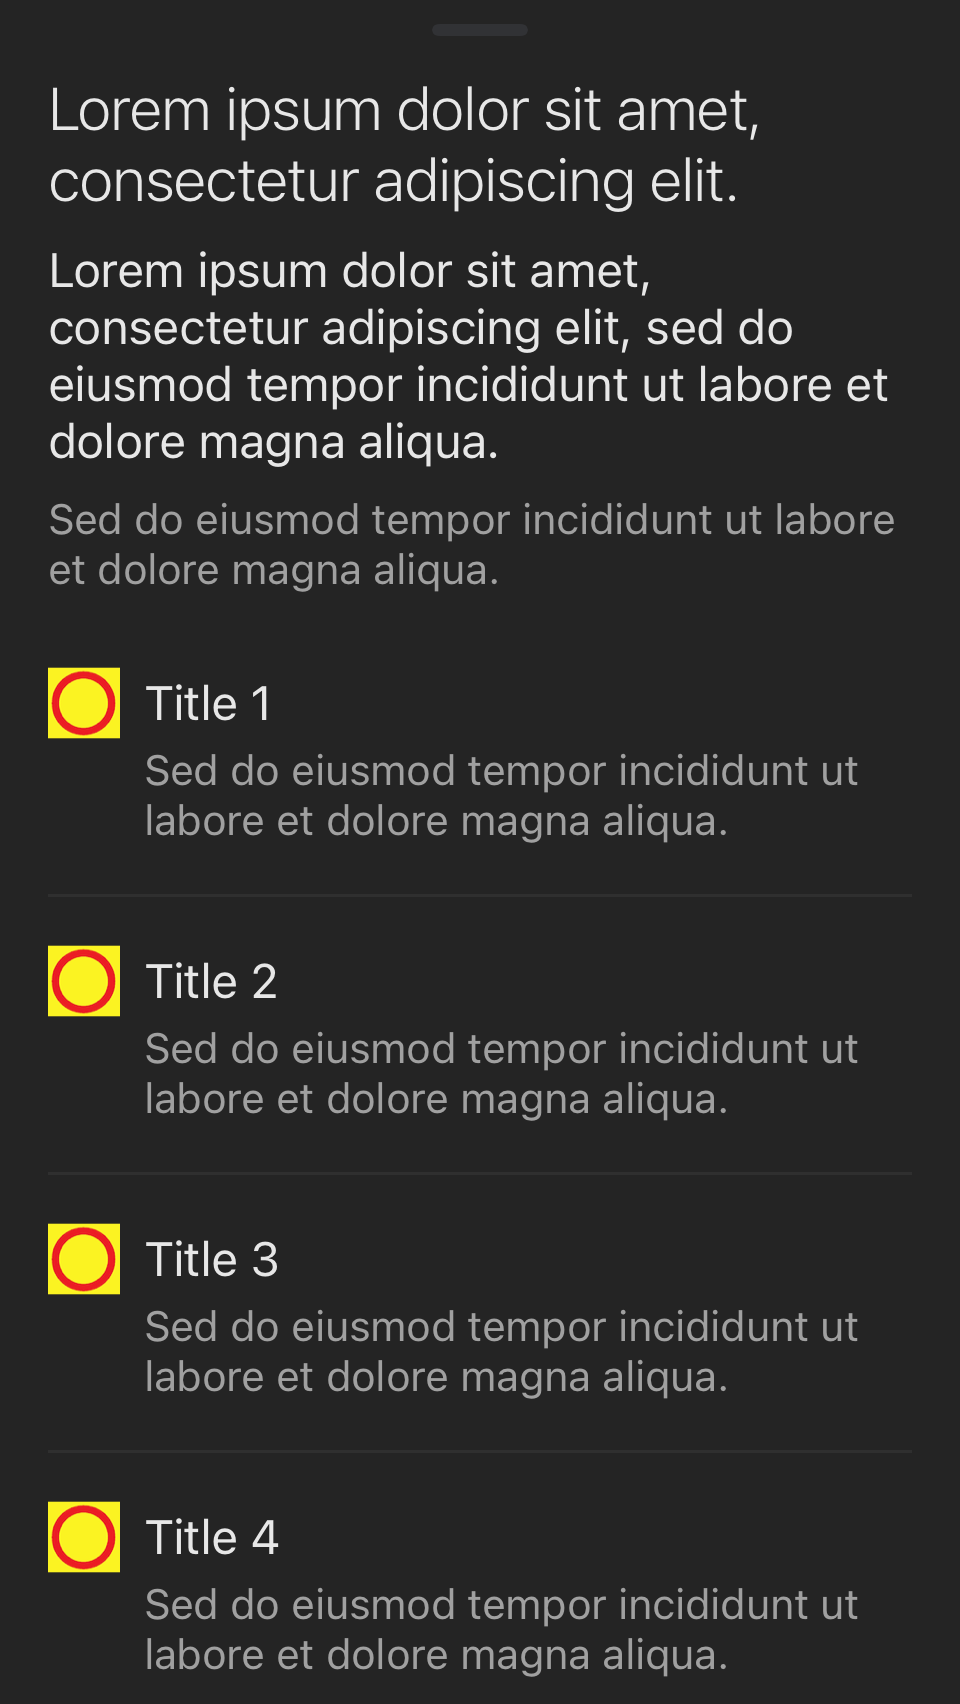 Lorem ipsum dolor sit amet,
consectetur adipiscing elit.
Lorem ipsum dolor sit amet,
consectetur adipiscing elit, sed do
eiusmod tempor incididunt ut labore et
dolore magna aliqua.
Sed do eiusmod tempor incididunt ut labore
et dolore magna aliqua.
Title 1
Sed do eiusmod tempor incididunt ut
labore et dolore magna aliqua.
Title 2
Sed do eiusmod tempor incididunt ut
labore et dolore magna aliqua.
Title 3
Sed do eiusmod tempor incididunt ut
labore et dolore magna aliqua.
Title 4
Sed do eiusmod tempor incididunt ut
labore et dolore magna aliqua.